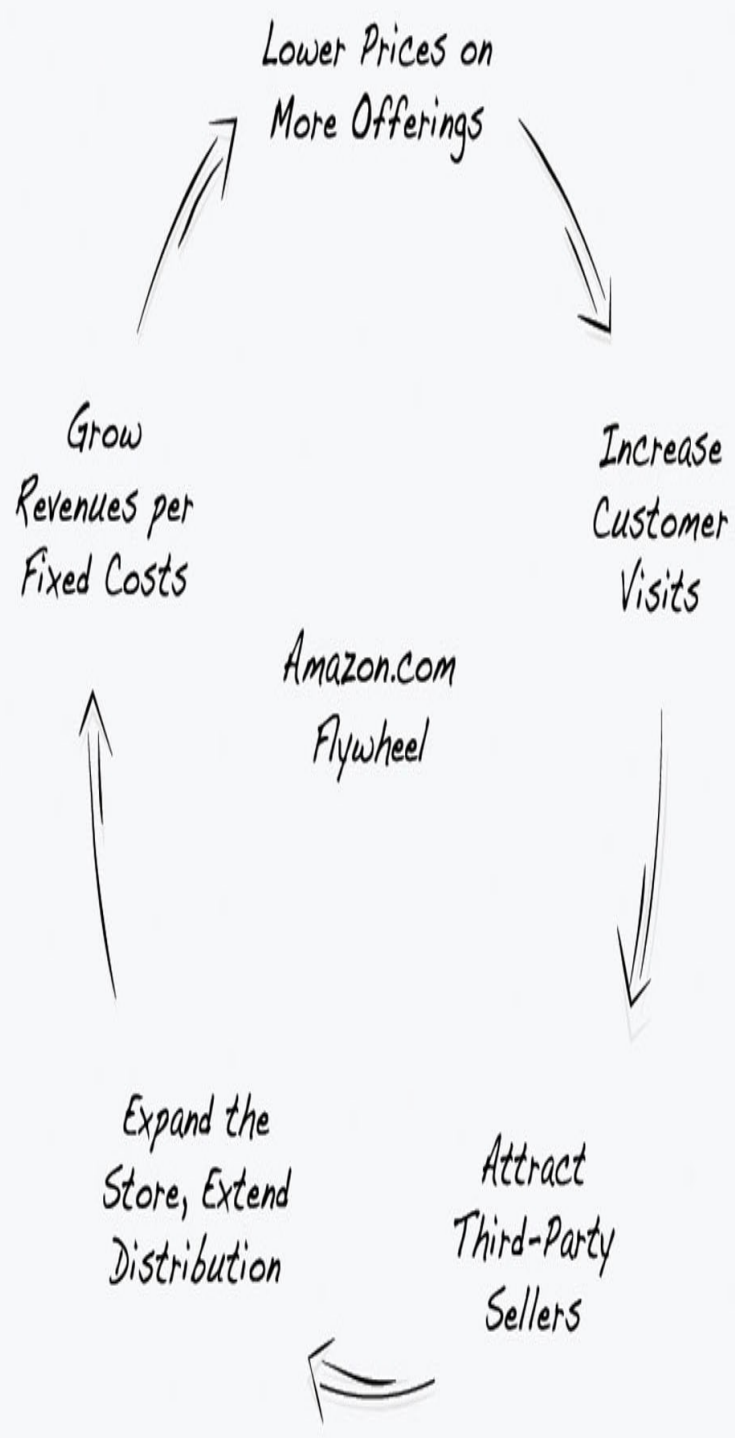 Lower Prices on
More Offerings
Increase
Customer
Visits
Attract
Third-Party
Sellers
Expand the
Store, Extend
Distribution
Grow
Revenues per
Fixed Costs
Amazon.com
Flywheel